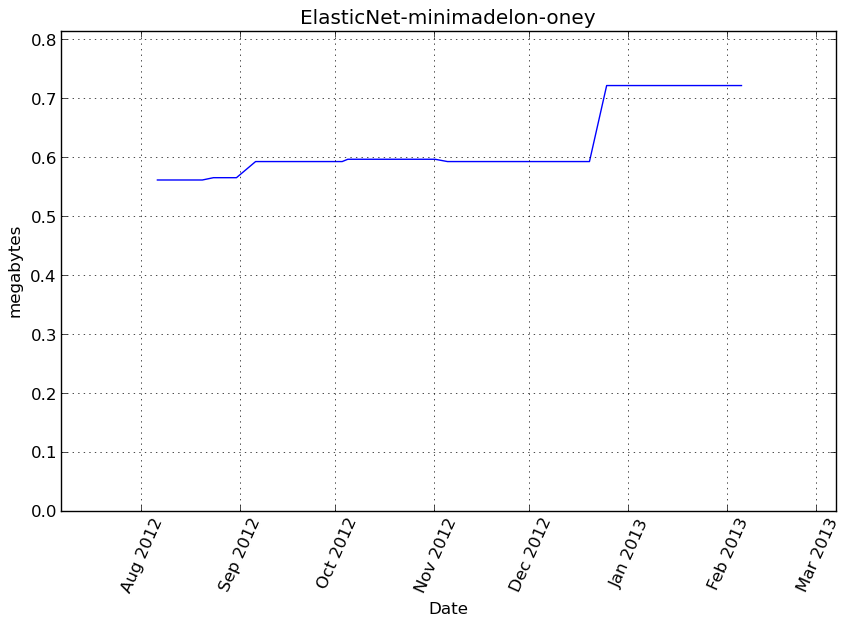 ElasticNet-minimadelon-oney
0.8
0.7
0.6
0.5
0.4
0.3
0.2
0.1
0.0
megabytes
Aug 2012
Sep 2012
Oct 2012
Nov 2012
Dec 2012
Jan 2013
Feb 2013
Mar 2013
Date